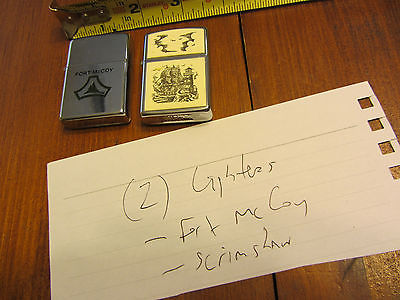 FORT McCOY
(2) Lighters
- Fort McCoy
- Scrimshaw